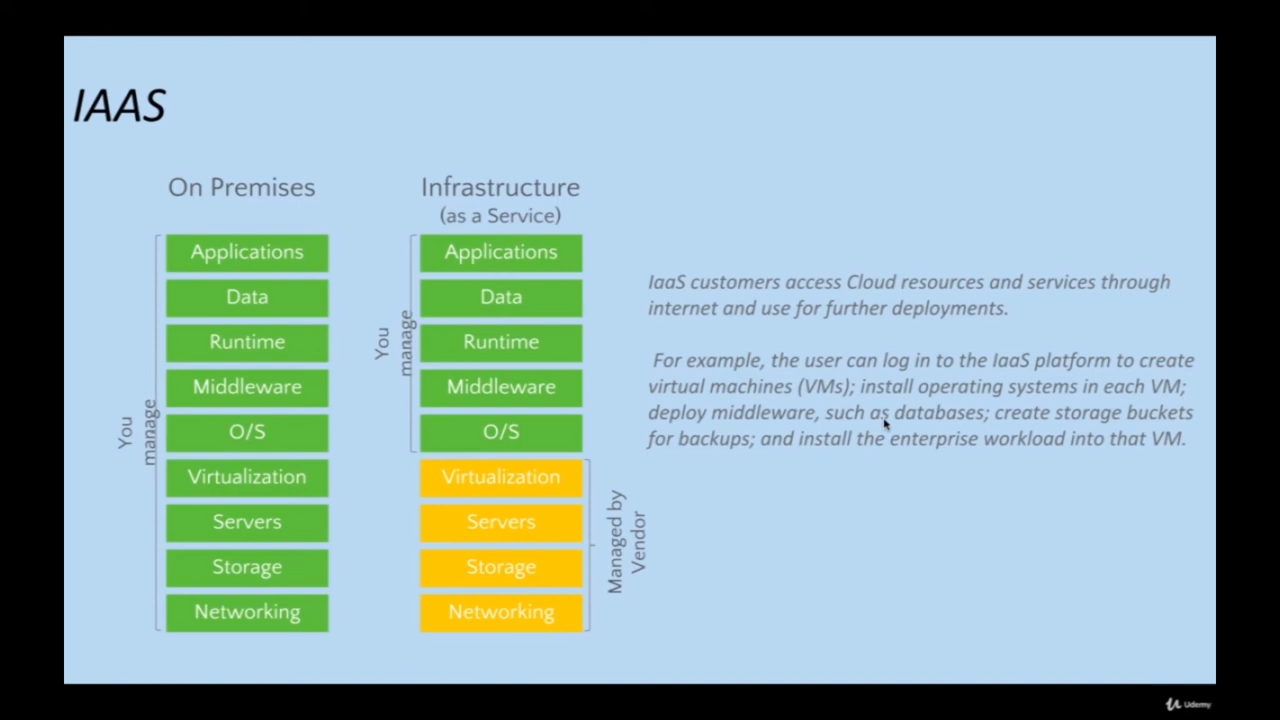 IAAS
On Premises
Applications
Data
Runtime
Middleware
O/S
Virtualization
Servers
Storage
Networking
You
manage
Infrastructure
(as a Service)
Applications
Data
Runtime
Middleware
O/S
Virtualization
Servers
Storage
Networking
You
manage
Managed by
Vendor
IaaS customers access Cloud resources and services through
internet and use for further deployments.
For example, the user can log in to the IaaS platform to create
virtual machines (VMs); install operating systems in each VM;
deploy middleware, such as databases; create storage buckets
for backups; and install the enterprise workload into that VM.
Udemy